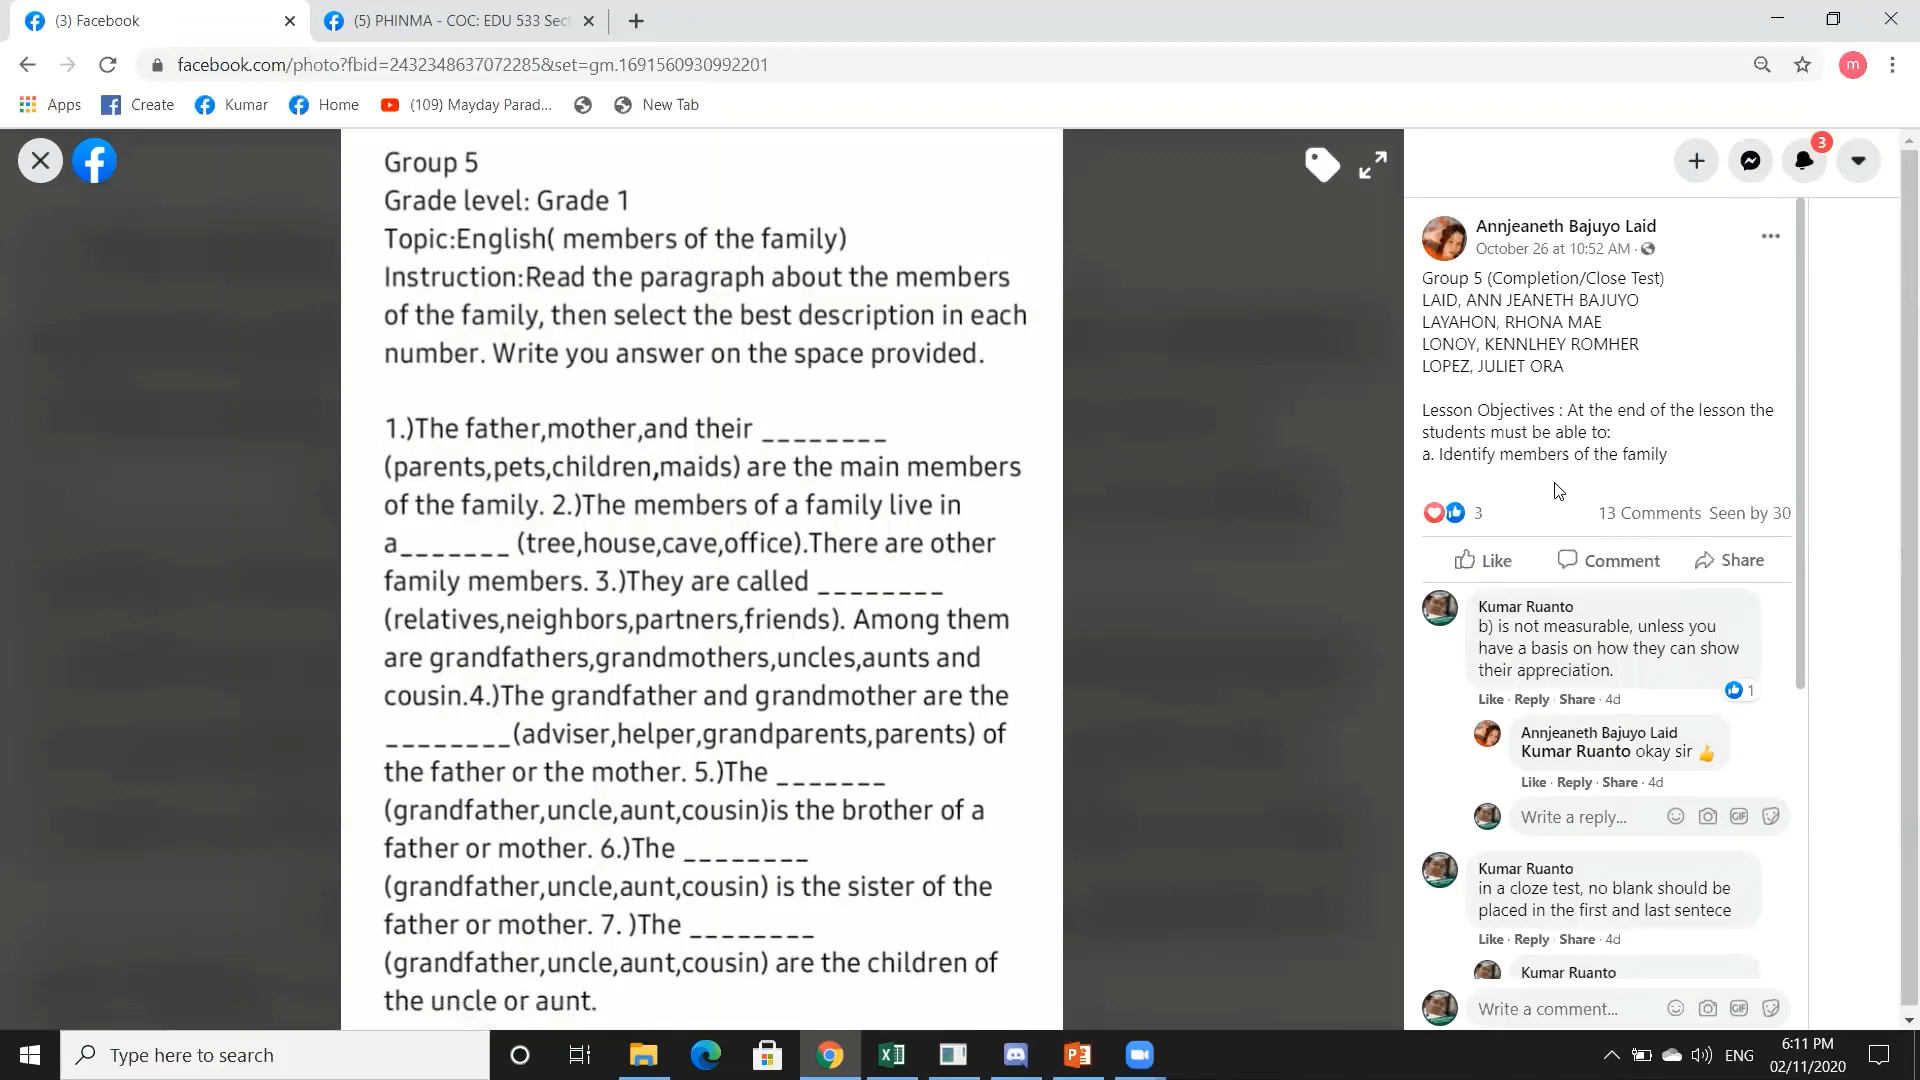 (3) Facebook
(5) PHINMA - COC: EDU 533 Sec
facebook.com/photo?fbid=243234863707228​5&set=gm.1691560930992201
m
Apps
Create
Kumar
Home
(109) Mayday Parad...
New Tab
Group 5
Grade level: Grade 1
Topic:English( members of the family)
Instruction:Read the paragraph about the members
of the family, then select the best description in each
number. Write you answer on the space provided.
1.)The father,mother,and their ________
(parents,pets,children,maids) are the main members
of the family. 2.)The members of a family live in
a_______ (tree,house,cave,office).There are other
family members. 3.)They are called ________
(relatives,neighbors,partners,friends). Among them
are grandfathers,grandmothers,uncles,aunts and
cousin.4.)The grandfather and grandmother are the
________(adviser,helper,grandparents,parents) of
the father or the mother. 5.)The _______
(grandfather,uncle,aunt,cousin)is the brother of a
father or mother. 6.)The ________
(grandfather,uncle,aunt,cousin) is the sister of the
father or mother. 7. )The ________
(grandfather,uncle,aunt,cousin) are the children of
the uncle or aunt.
3
Annjeaneth Bajuyo Laid
October 26 at 10:52 AM ·
Group 5 (Completion/Close Test)
LAID, ANN JEANETH BAJUYO
LAYAHON, RHONA MAE
LONOY, KENNLHEY ROMHER
LOPEZ, JULIET ORA
Lesson Objectives : At the end of the lesson the
students must be able to:
a. Identify members of the family
3
13 Comments Seen by 30
Like
Comment
Share
Kumar Ruanto
b) is not measurable, unless you
have a basis on how they can show
their appreciation.
1
Like · Reply · Share · 4d
Annjeaneth Bajuyo Laid
Kumar Ruanto okay sir
Like · Reply · Share · 4d
Write a reply...
GIF
Kumar Ruanto
in a cloze test, no blank should be
placed in the first and last sentece
Like · Reply · Share · 4d
Kumar Ruanto
Write a comment...
GIF
Type here to search
ENG
6:11 PM
02/11/2020